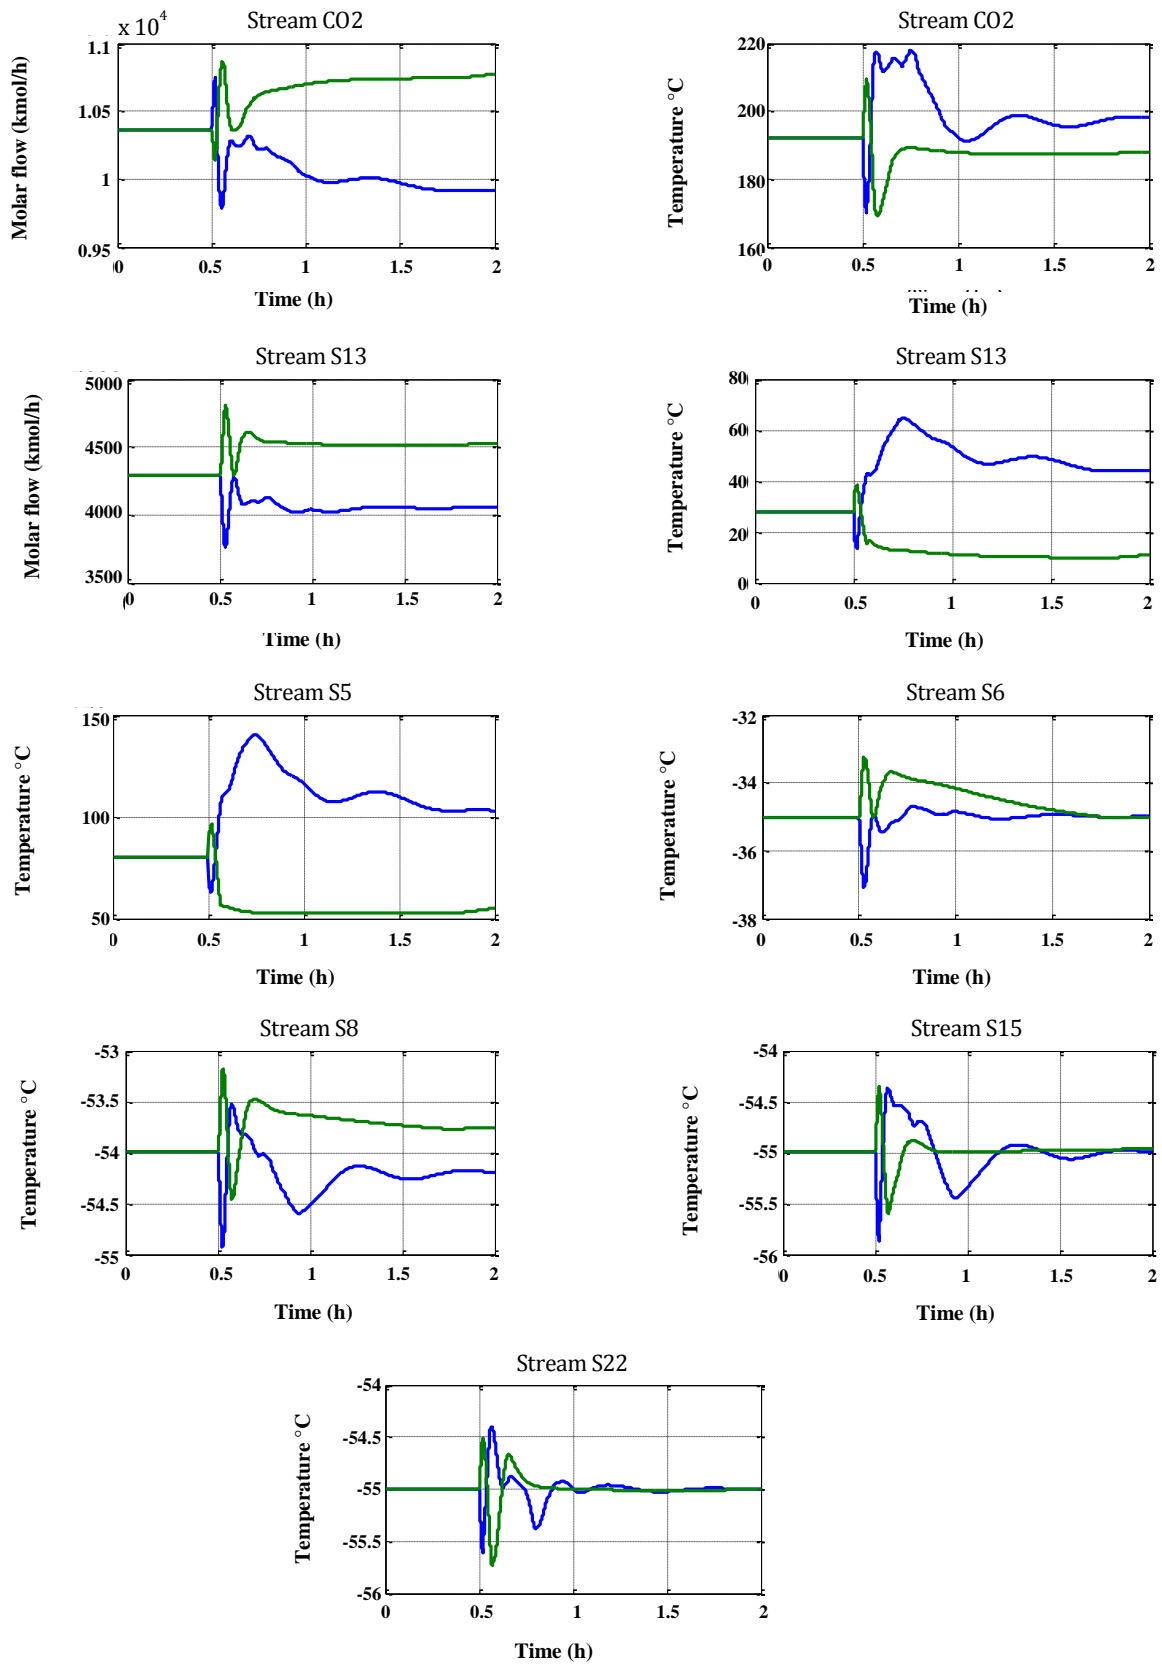 x 10⁴ Stream CO2
1.1
1.05
1
0.95
0 0.5 1 1.5 2
Molar flow (kmol/h)
Time (h)
Stream CO2
220
200
180
160
0 0.5 1 1.5 2
Temperature °C
Time (h)
Stream S13
5000
4500
4000
3500
0 0.5 1 1.5 2
Molar flow (kmol/h)
Time (h)
Stream S13
80
60
40
20
0
0 0.5 1 1.5 2
Temperature °C
Time (h)
Stream S5
150
100
50
0 0.5 1 1.5 2
Temperature °C
Time (h)
Stream S6
-32
-34
-36
-38
0 0.5 1 1.5 2
Temperature °C
Time (h)
Stream S8
-53
-53.5
-54
-54.5
-55
0 0.5 1 1.5 2
Temperature °C
Time (h)
Stream S15
-54
-54.5
-55
-55.5
-56
0 0.5 1 1.5 2
Temperature °C
Time (h)
Stream S22
-54
-54.5
-55
-55.5
-56
0 0.5 1 1.5 2
Temperature °C
Time (h)